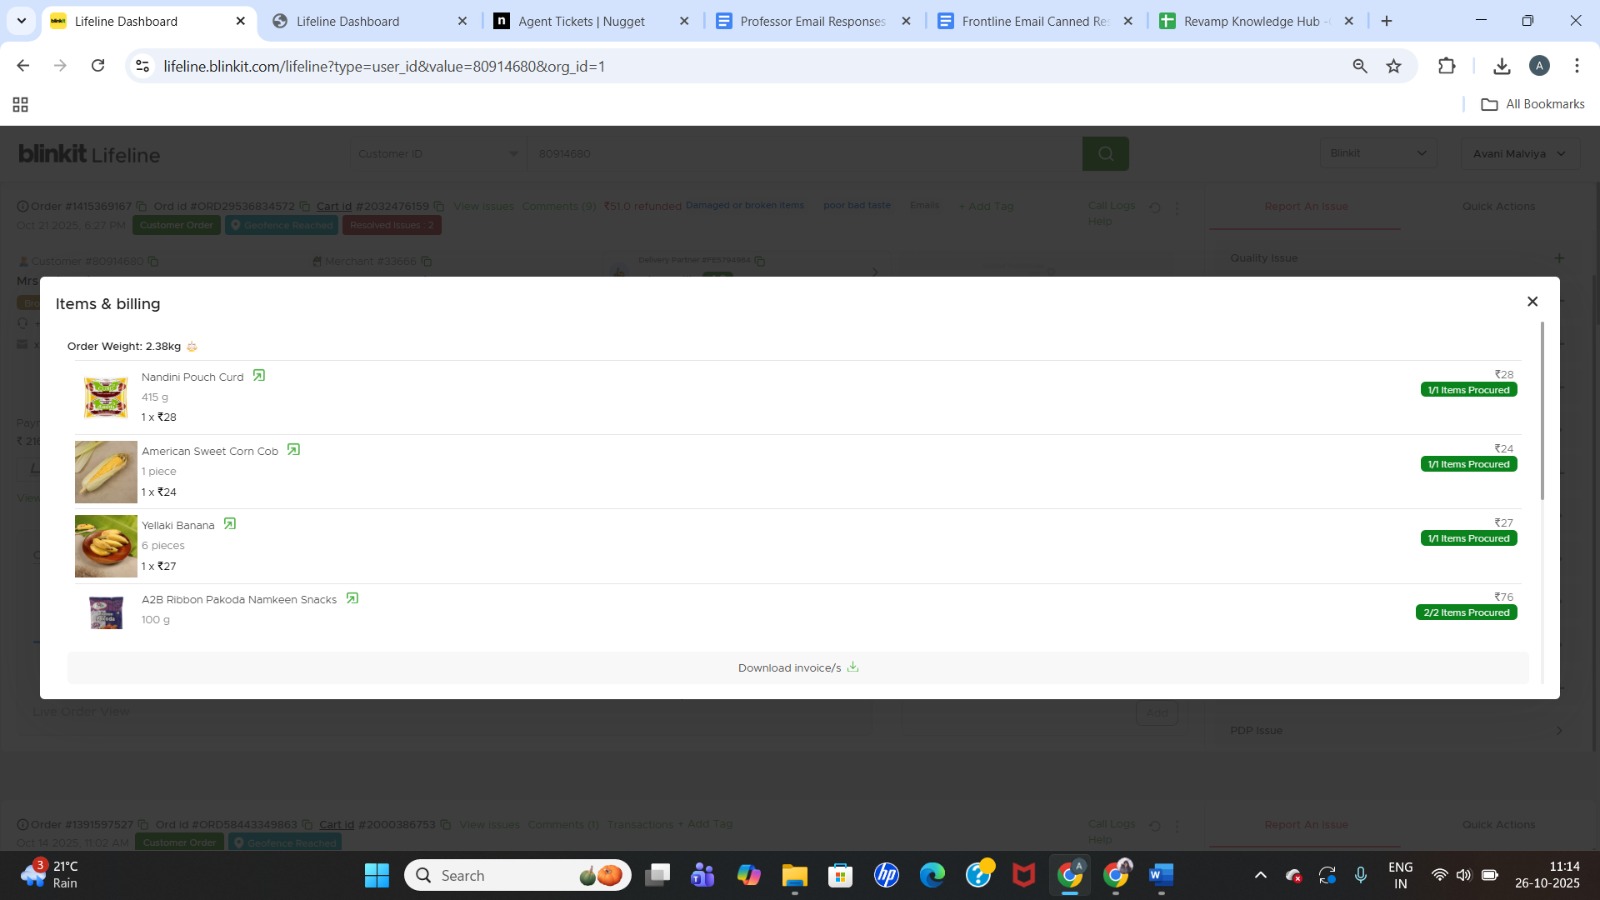 Lifeline Dashboard
Lifeline Dashboard
Agent Tickets | Nugget
Professor Email Responses
Frontline Email Canned Re
Revamp Knowledge Hub -
lifeline.blinkit.com/lifeline?type=user_id&value=80914680&org_id=1
All Bookmarks
blinkit Lifeline
Customer ID
80914680
Blinkit
Avani Malviya
Order #1415369167 Ord id #ORD29536834572 Cart id #2032476159 View Issues Comments (9) ₹51.0 refunded Damaged or broken items poor bad taste Emails + Add Tag
Call Logs
Help
Report An Issue
Quick Actions
Oct 21 2025, 6:27 PM Customer Order Geofence Reached Resolved Issues : 2
Customer #80914680
Merchant #33666
Delivery Partner
Quality Issue
Mrs
Items & billing
Order Weight: 2.38kg
Nandini Pouch Curd
415 g
1 x ₹28
₹28
1/1 Items Procured
American Sweet Corn Cob
1 piece
1 x ₹24
₹24
1/1 Items Procured
Yellaki Banana
6 pieces
1 x ₹27
₹27
1/1 Items Procured
A2B Ribbon Pakoda Namkeen Snacks
100 g
₹76
2/2 Items Procured
Download invoice/s
Live Order View
Add
PDP Issue
Order #1391597527 Ord id #ORD58443349863 Cart id #2000386753 View Issues Comments (1) Transactions + Add Tag
Call Logs
Help
Report An Issue
Quick Actions
Oct 14 2025, 11:02 AM Customer Order Geofence Reached
3
21°C
Rain
Search
ENG
IN
11:14
26-10-2025